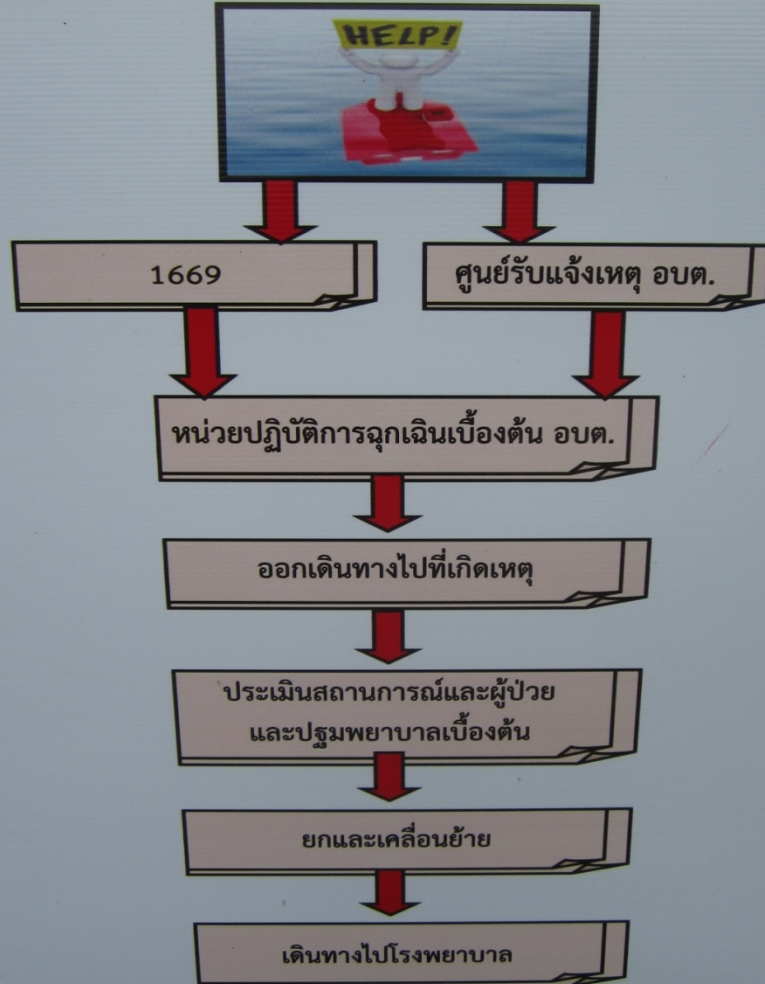 HELP!
1669
ศูนย์รับแจ้งเหตุ อบต.
หน่วยปฏิบัติการฉุกเฉินเบื้องต้น อบต.
ออกเดินทางไปที่เกิดเหตุ
ประเมินสถานการณ์และผู้ป่วย
และปฐมพยาบาลเบื้องต้น
ยกและเคลื่อนย้าย
เดินทางไปโรงพยาบาล